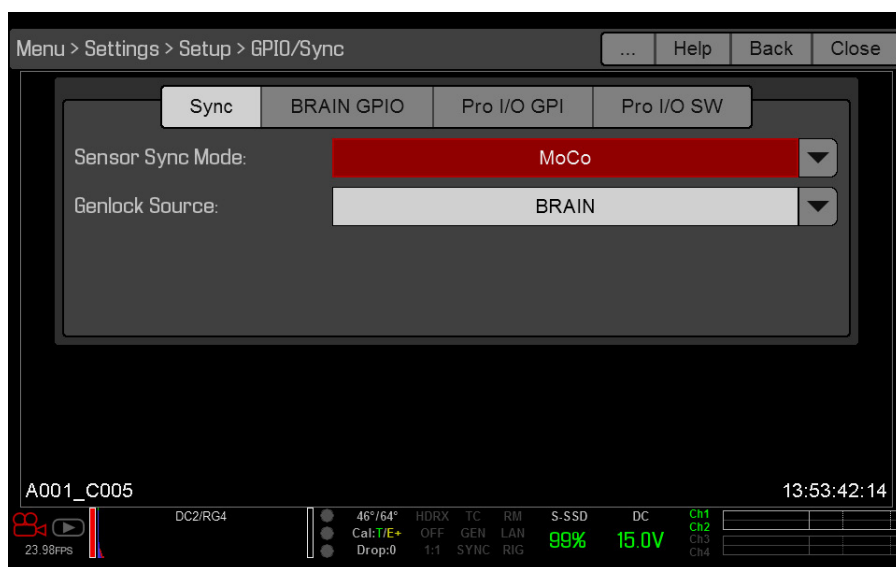 Menu > Settings > Setup > GPIO/Sync ... Help Back Close
Sync BRAIN GPIO Pro I/O GPI Pro I/O SW
Sensor Sync Mode: MoCo
Genlock Source: BRAIN
A001_C005 13:53:42:14
DC2/RG4 46°/64° HDRX TC RM S-SSD DC Ch1
Ch2
Cal:T/E+ OFF GEN LAN 99% 15.0V Ch3
23.98FPS Drop:0 1:1 SYNC RIG Ch4